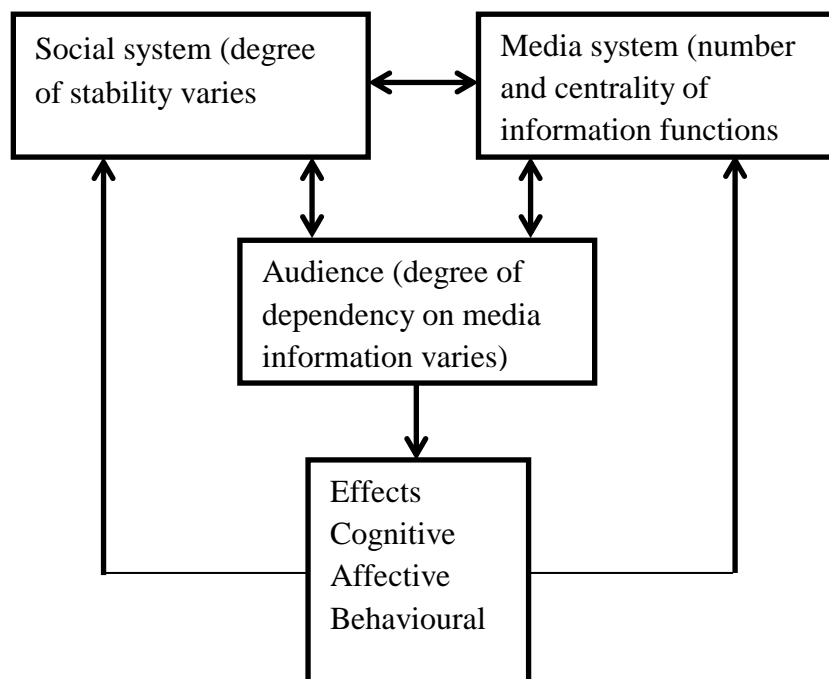 Social system (degree
of stability varies
Media system (number
and centrality of
information functions
Audience (degree of
dependency on media
information varies)
Effects
Cognitive
Affective
Behavioural